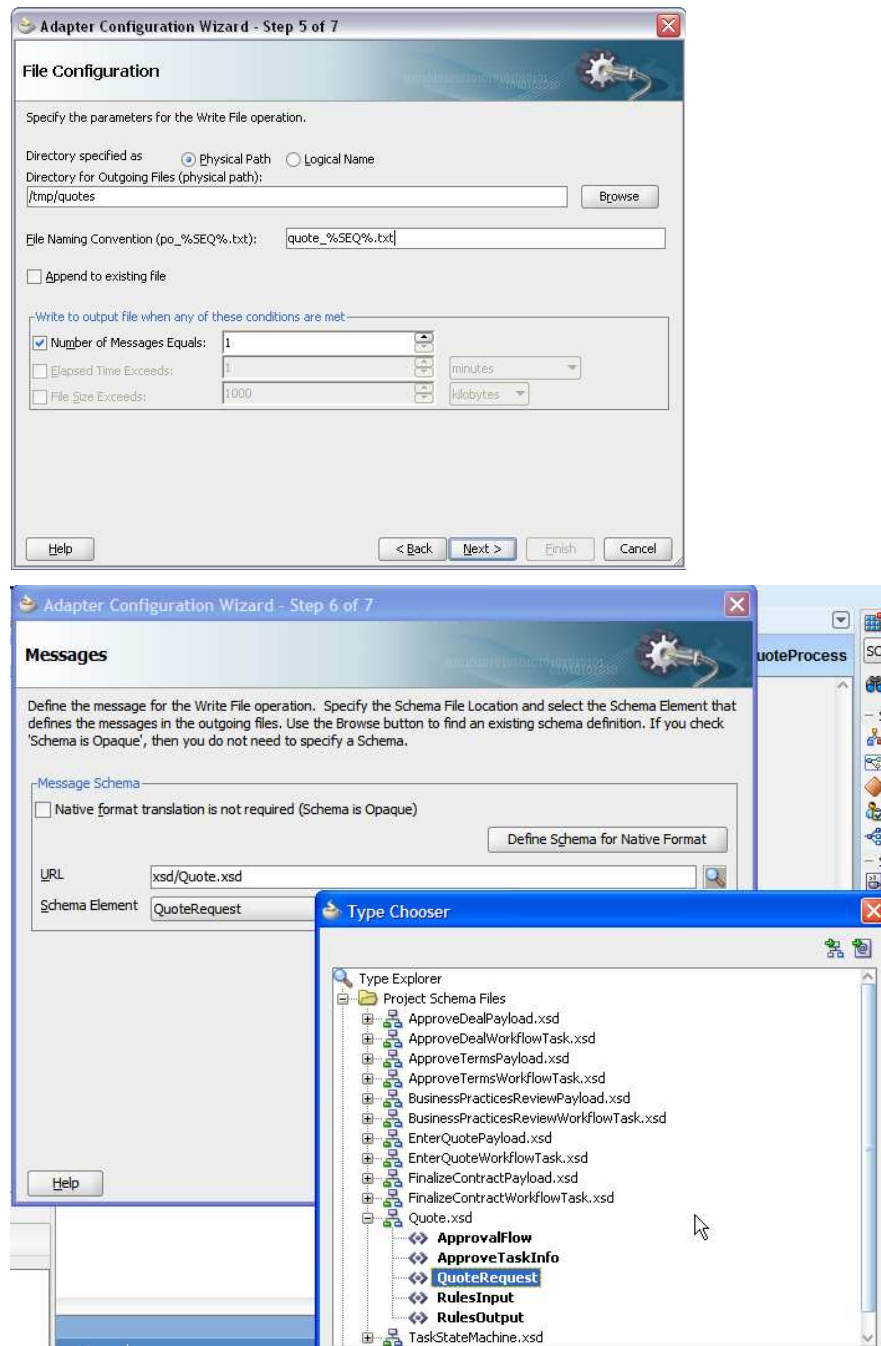 Adapter Configuration Wizard - Step 5 of 7
File Configuration
Specify the parameters for the Write File operation.
Directory specified as Physical Path Logical Name
Directory for Outgoing Files (physical path):
/tmp/quotes Browse
File Naming Convention (po_%SEQ%.txt): quote_%SEQ%.txt
Append to existing file
Write to output file when any of these conditions are met
Number of Messages Equals: 1
Elapsed Time Exceeds: 1 minutes
File Size Exceeds: 1000 kilobytes
Help < Back Next > Finish Cancel
Adapter Configuration Wizard - Step 6 of 7
Messages
uoteProcess
SC
Define the message for the Write File operation. Specify the Schema File Location and select the Schema Element that
defines the messages in the outgoing files. Use the Browse button to find an existing schema definition. If you check
'Schema is Opaque', then you do not need to specify a Schema.
Message Schema
Native format translation is not required (Schema is Opaque)
Define Schema for Native Format
URL xsd/Quote.xsd
Schema Element QuoteRequest
Type Chooser
Type Explorer
Project Schema Files
ApproveDealPayload.xsd
ApproveDealWorkflowTask.xsd
ApproveTermsPayload.xsd
ApproveTermsWorkflowTask.xsd
BusinessPracticesReviewPayload.xsd
BusinessPracticesReviewWorkflowTask.xsd
EnterQuotePayload.xsd
EnterQuoteWorkflowTask.xsd
FinalizeContractPayload.xsd
FinalizeContractWorkflowTask.xsd
Quote.xsd
ApprovalFlow
ApproveTaskInfo
QuoteRequest
RulesInput
RulesOutput
TaskStateMachine.xsd
Help